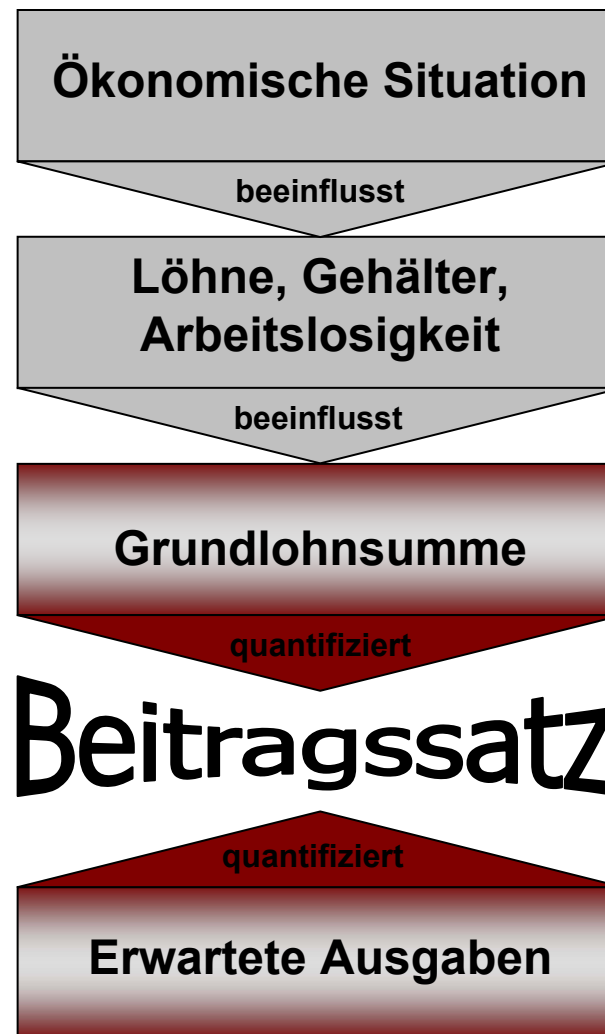 Ökonomische Situation
beeinflusst
Löhne, Gehälter,
Arbeitslosigkeit
beeinflusst
Grundlohnsumme
quantifiziert
Beitragssatz
quantifiziert
Erwartete Ausgaben